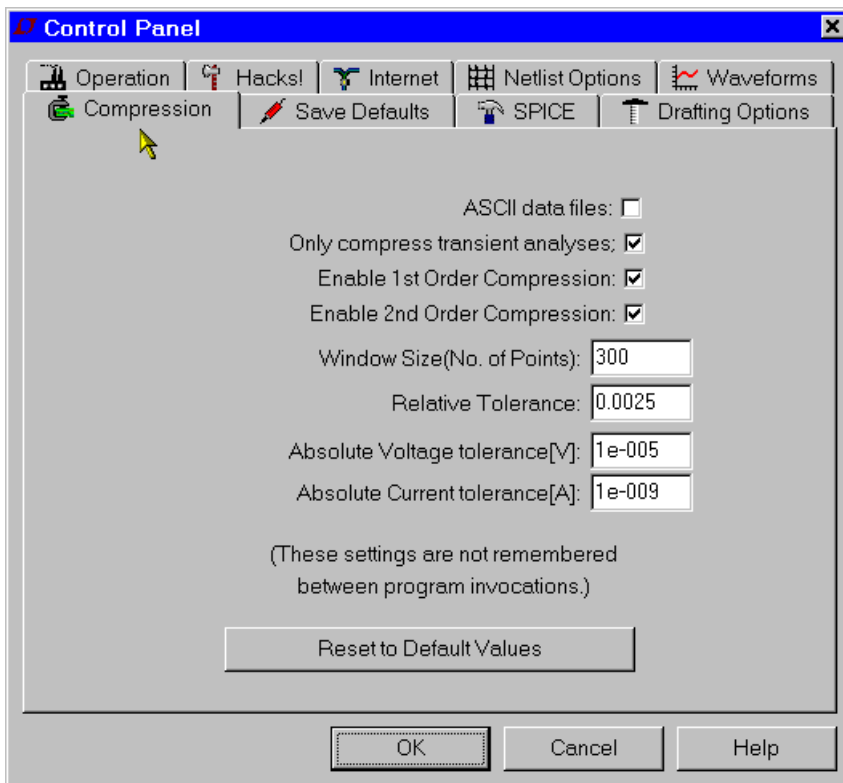 Control Panel
Operation Hacks! Internet Netlist Options Waveforms
Compression Save Defaults SPICE Drafting Options
ASCII data files:
Only compress transient analyses;
Enable 1st Order Compression:
Enable 2nd Order Compression:
Window Size(No. of Points): 300
Relative Tolerance: 0.0025
Absolute Voltage tolerance[V]: 1e-005
Absolute Current tolerance[A]: 1e-009
(These settings are not remembered
between program invocations.)
Reset to Default Values
OK Cancel Help